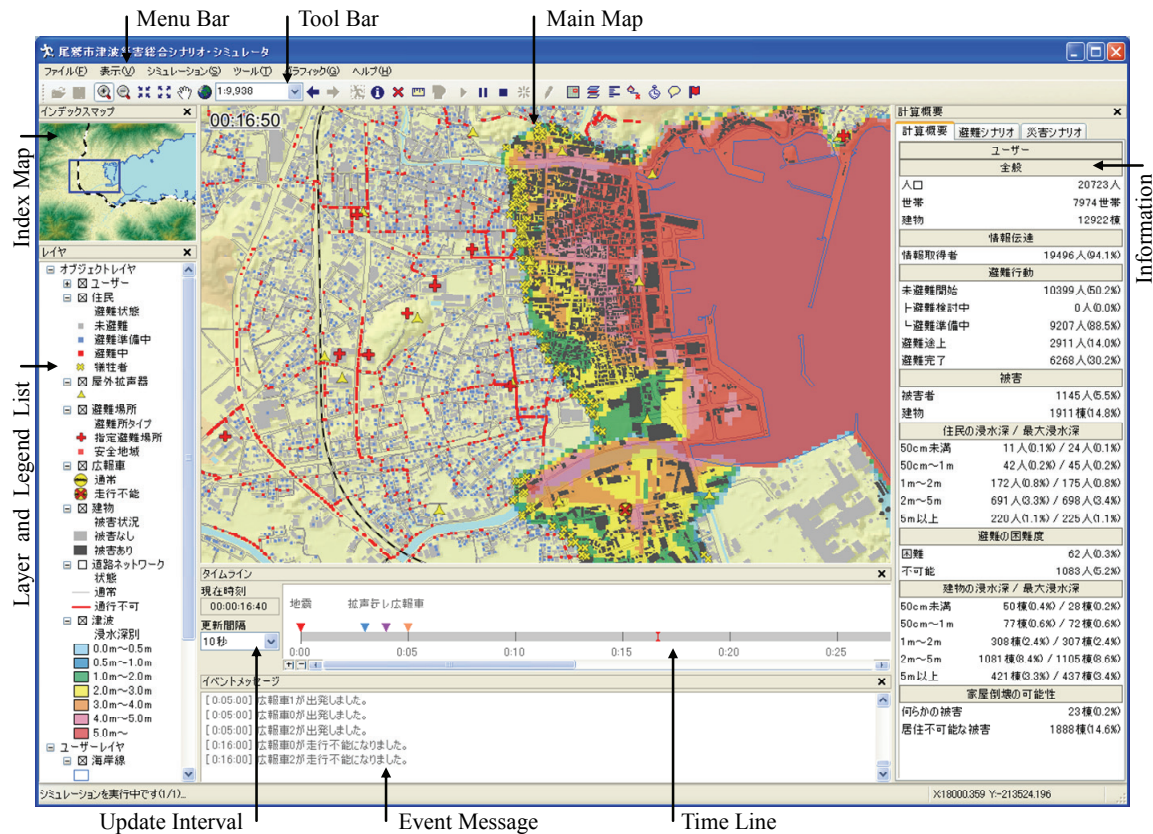 Menu Bar
Tool Bar
Main Map
尾鷲市津波災害総合シナリオ・シミュレータ
ファイル(F) 表示(V) シミュレーション(S) ツール(T) グラフィック(G) ヘルプ(H)
1:9,938
インデックスマップ
00:16:50
Index Map
レイヤ
オブジェクトレイヤ
ユーザー
住民
避難状態
未避難
避難準備中
避難中
犠牲者
屋外拡声器
避難場所
避難所タイプ
指定避難場所
安全地域
広報車
通常
走行不能
建物
被害状況
被害なし
被害あり
道路ネットワーク
状態
通常
通行不可
津波
浸水深別
0.0m～0.5m
0.5m～1.0m
1.0m～2.0m
2.0m～3.0m
3.0m～4.0m
4.0m～5.0m
5.0m～
ユーザーレイヤ
海岸線
Layer and Legend List
計算概要
計算概要 避難シナリオ 災害シナリオ
ユーザー
全般
人口 20723人
世帯 7974世帯
建物 12922棟
情報伝達
情報取得者 19496人(94.1%)
避難行動
未避難開始 10399人(50.2%)
├避難検討中 0人(0.0%)
└避難準備中 9207人(88.5%)
避難途上 2911人(14.0%)
避難完了 6268人(30.2%)
被害
被害者 1145人(5.5%)
建物 1911棟(14.8%)
住民の浸水深 / 最大浸水深
50cm未満 11人(0.1%) / 24人(0.1%)
50cm～1m 42人(0.2%) / 45人(0.2%)
1m～2m 172人(0.8%) / 175人(0.8%)
2m～5m 691人(3.3%) / 698人(3.4%)
5m以上 220人(1.1%) / 225人(1.1%)
避難の困難度
困難 62人(0.3%)
不可能 1083人(5.2%)
建物の浸水深 / 最大浸水深
50cm未満 50棟(0.4%) / 28棟(0.2%)
50cm～1m 77棟(0.6%) / 72棟(0.6%)
1m～2m 308棟(2.4%) / 307棟(2.4%)
2m～5m 1081棟(8.4%) / 1105棟(8.6%)
5m以上 421棟(3.3%) / 437棟(3.4%)
家屋倒壊の可能性
何らかの被害 23棟(0.2%)
居住不可能な被害 1888棟(14.6%)
Information
タイムライン
現在時刻
00:00:16:40
更新間隔
10秒
地震 広報車
0:00 0:05 0:10 0:15 0:20 0:25
イベントメッセージ
[0:05:00] 広報車1が出発しました。
[0:05:00] 広報車0が出発しました。
[0:05:00] 広報車2が出発しました。
[0:16:00] 広報車0が走行不能になりました。
[0:16:00] 広報車2が走行不能になりました。
シミュレーションを実行中です(1/1)...
X:18000.359 Y:-213524.196
Update Interval
Event Message
Time Line